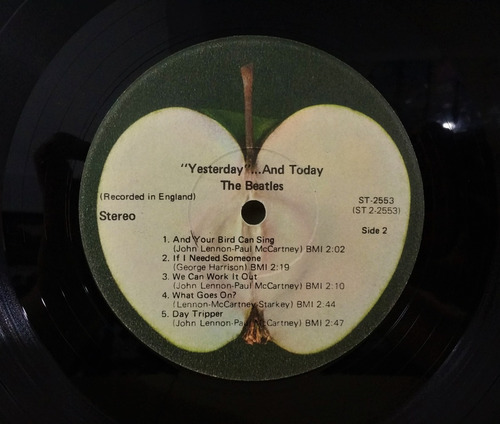 "Yesterday"...And Today
The Beatles
(Recorded in England)
ST-2553
Stereo
(ST 2-2553)
Side 2
1. And Your Bird Can Sing
(John Lennon-Paul McCartney) BMI 2:02
2. If I Needed Someone
(George Harrison) BMI 2:19
3. We Can Work It Out
(John Lennon-Paul McCartney) BMI 2:10
4. What Goes On?
(Lennon-McCartney-Starkey) BMI 2:44
5. Day Tripper
(John Lennon-Paul McCartney) BMI 2:47